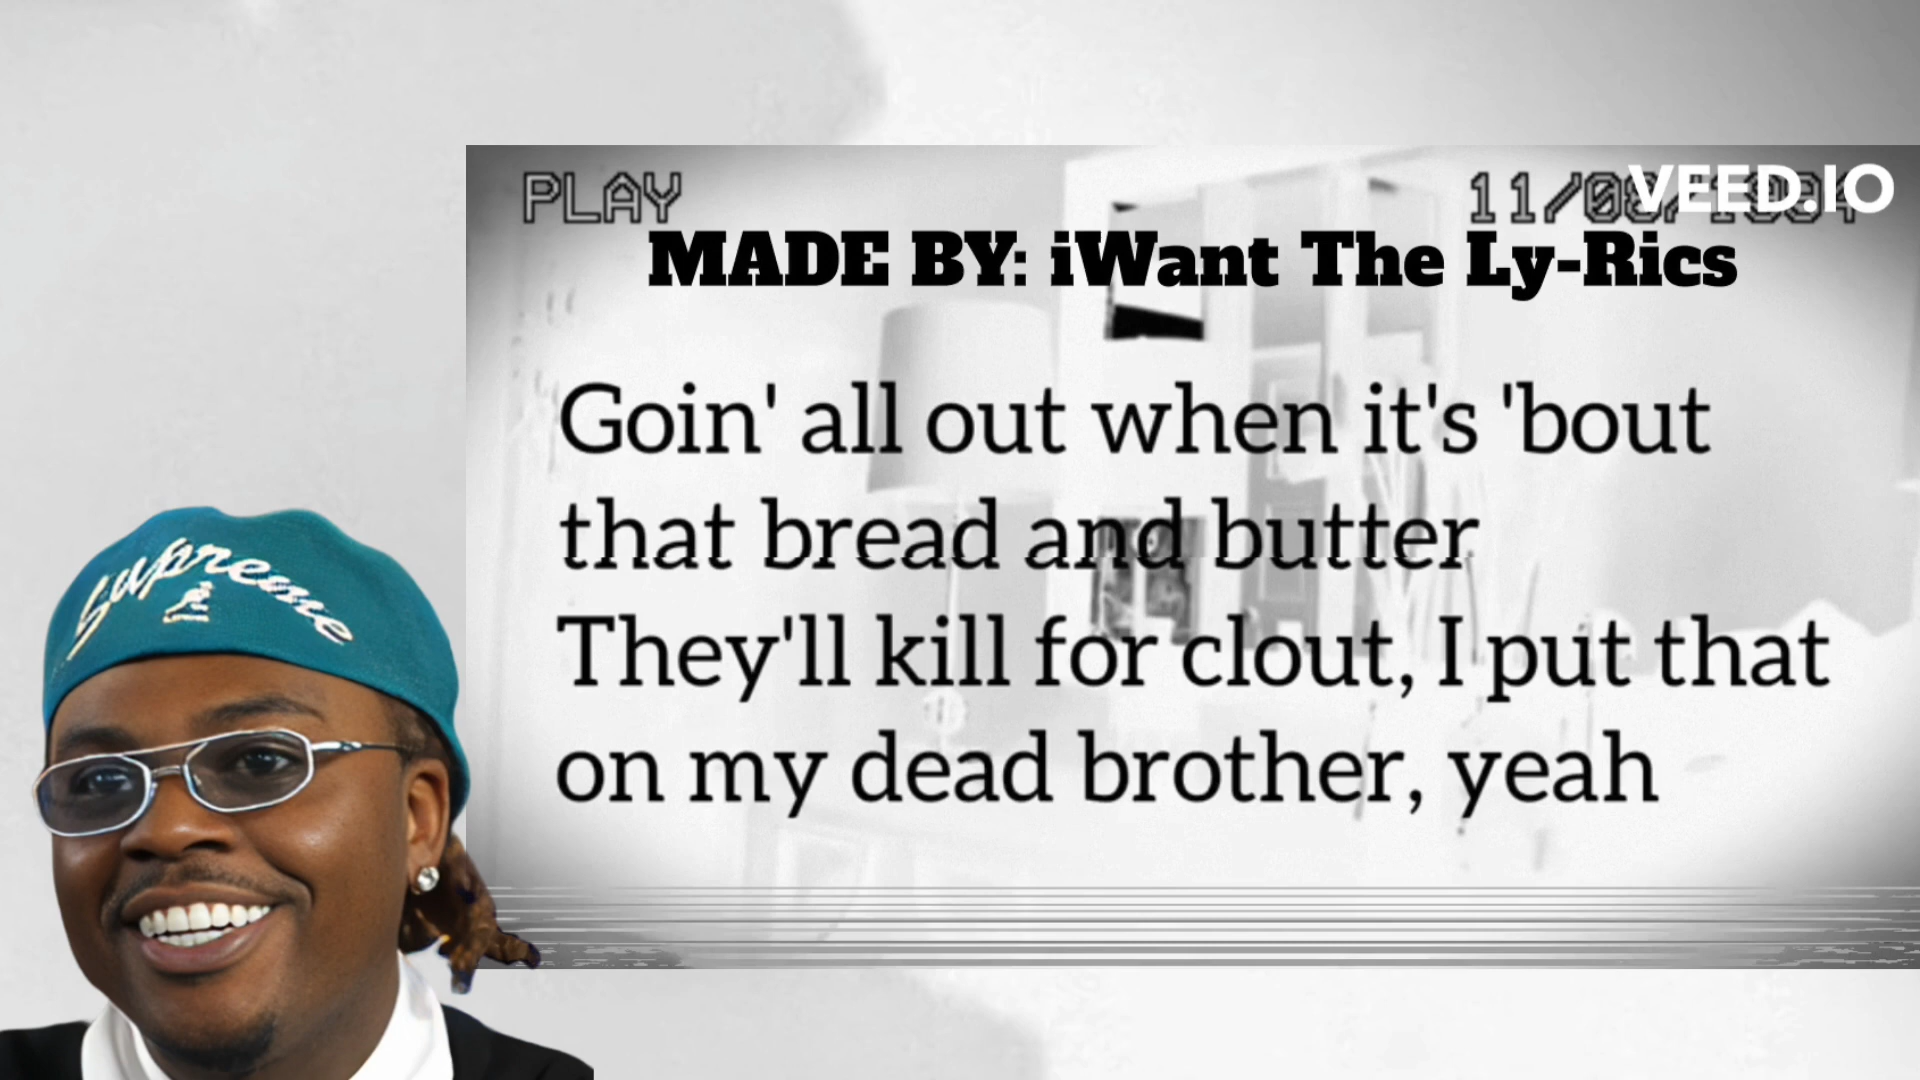 PLAY
VEED.IO
MADE BY: iWant The Ly-Rics
Goin' all out when it's 'bout
that bread and butter
They'll kill for clout, I put that
on my dead brother, yeah
Supreme